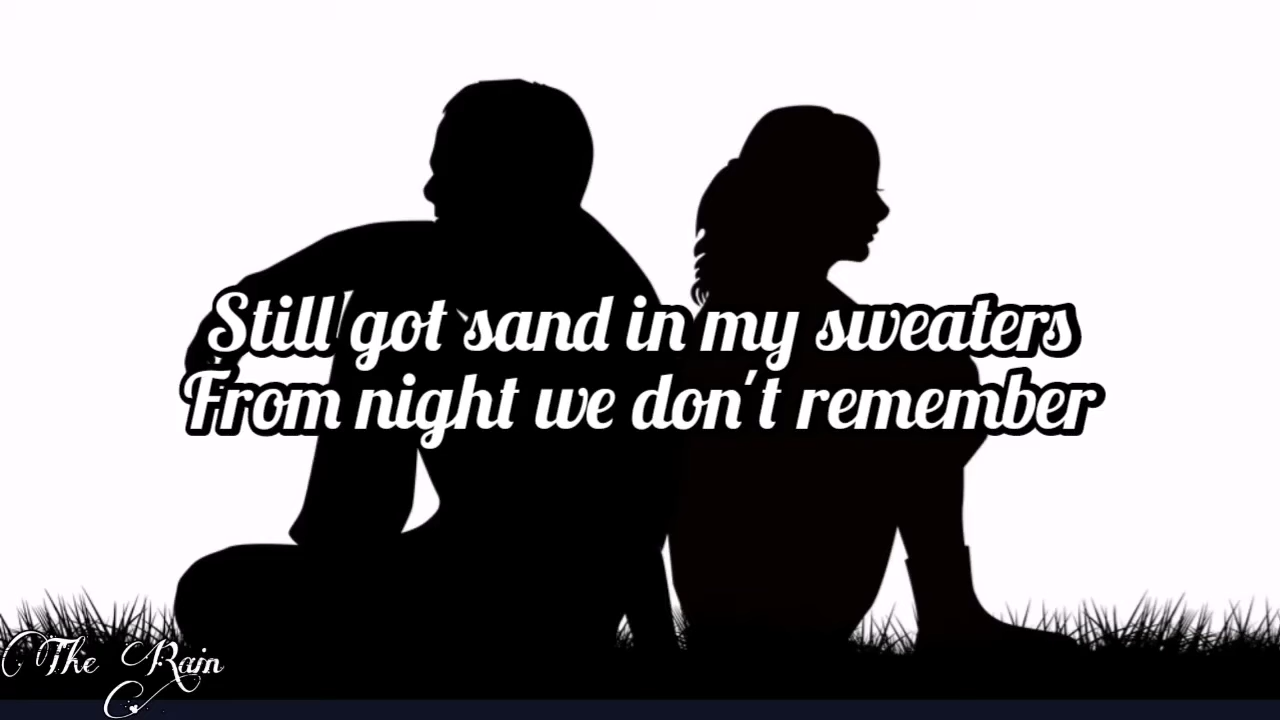 Still got sand in my sweaters
From night we don't remember
The Rain